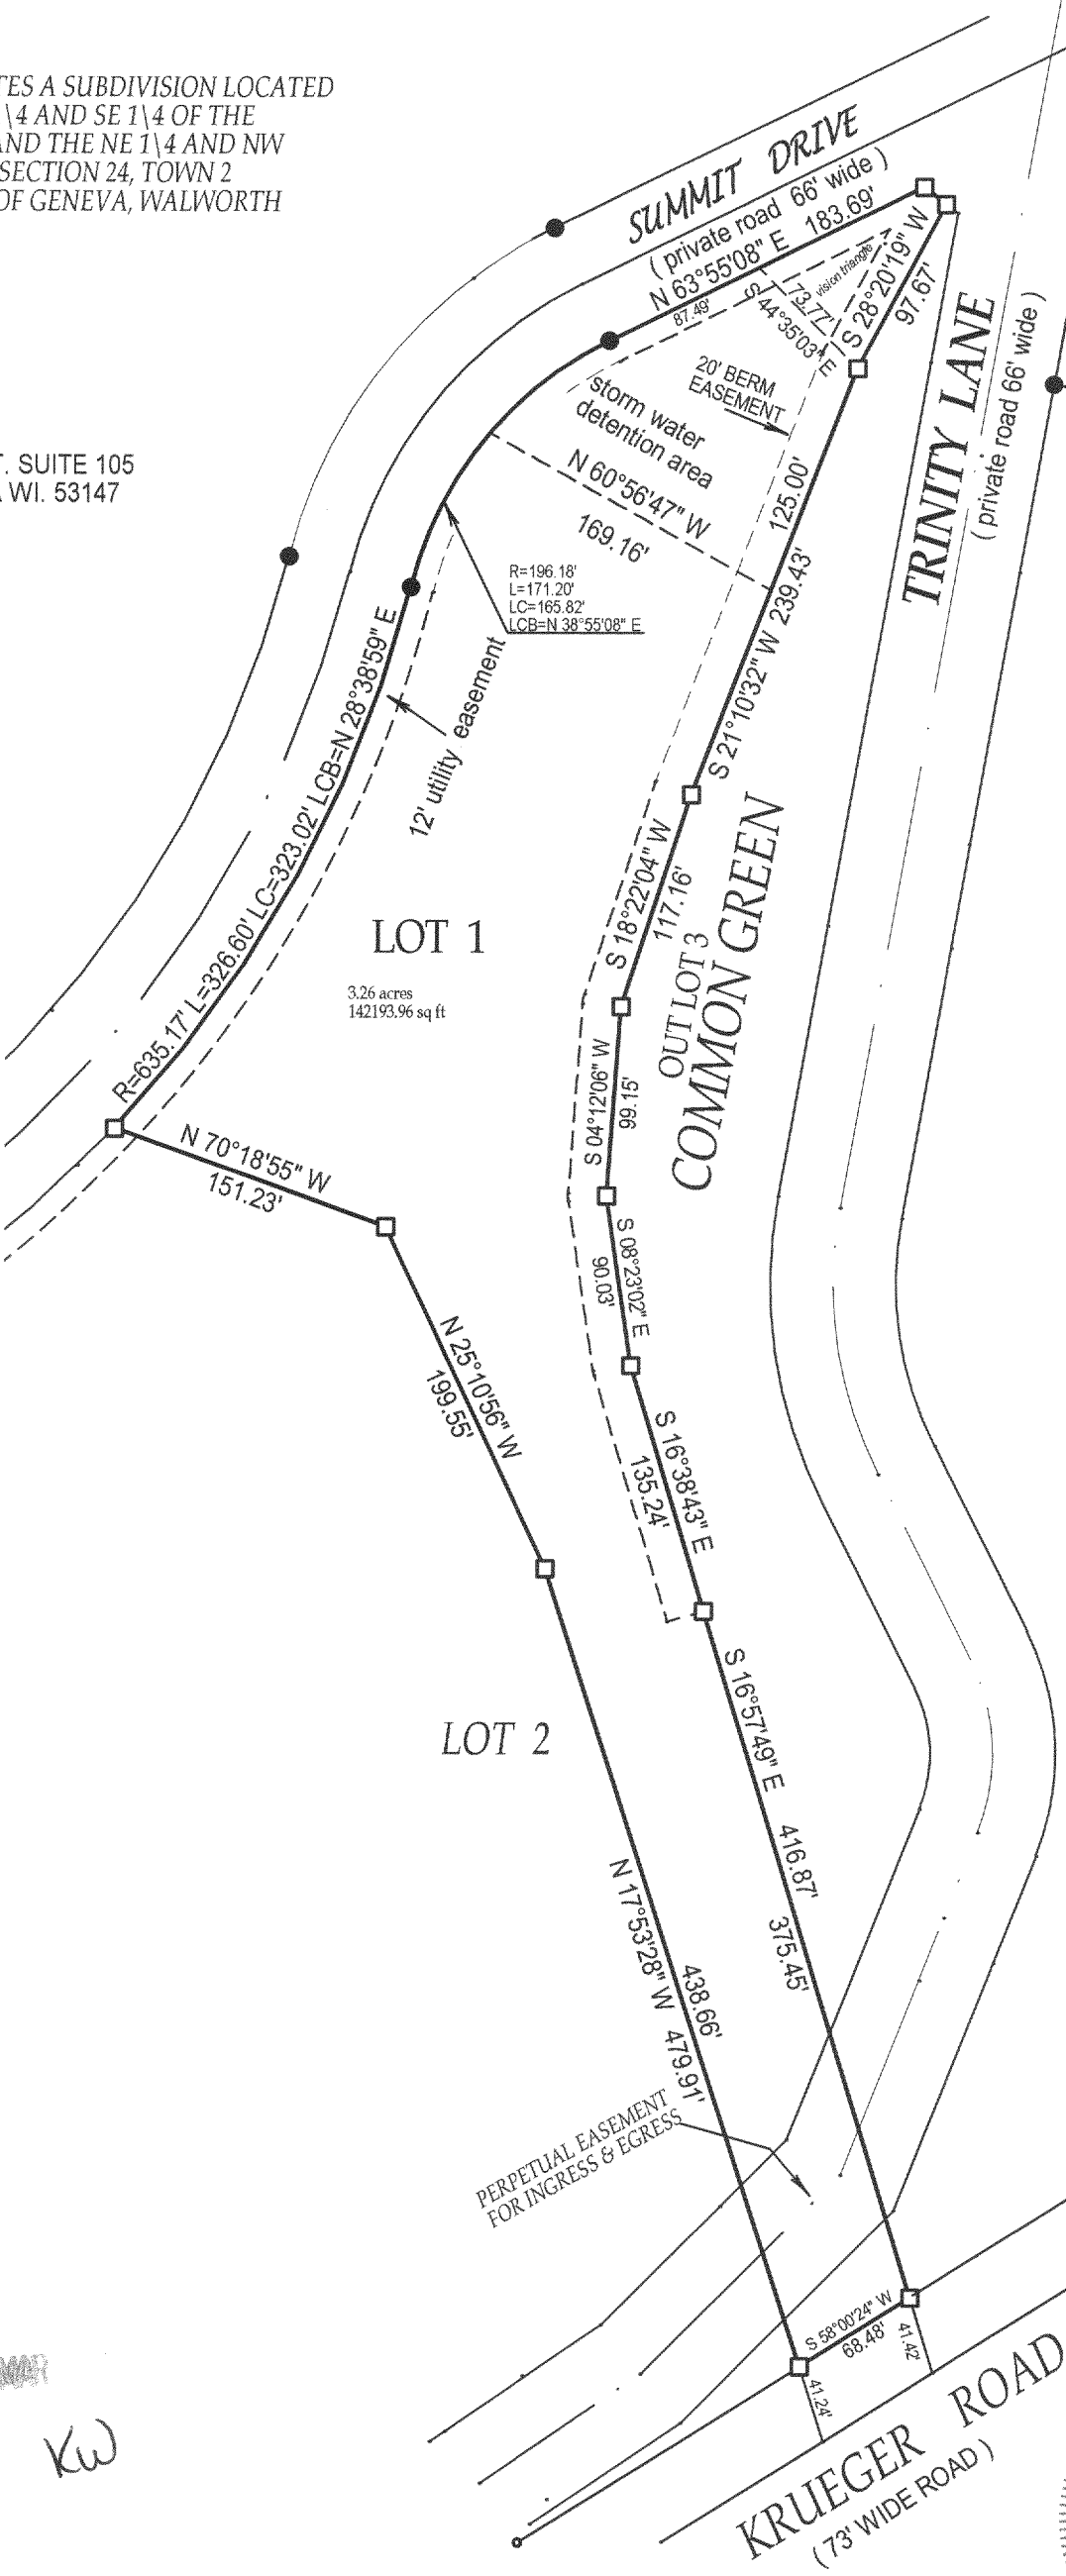 TES A SUBDIVISION LOCATED
\4 AND SE 1\4 OF THE
AND THE NE 1\4 AND NW
SECTION 24, TOWN 2
OF GENEVA, WALWORTH
SUMMIT DRIVE
( private road 66' wide )
N 63°55'08" E 183.69'
87.49'
vision triangle
73.77'
S 44°35'03" E
S 28°20'19" W
97.67'
20' BERM
EASEMENT
storm water
detention area
TRINITY LANE
( private road 66' wide )
T. SUITE 105
WI. 53147
N 60°56'47" W
169.16'
125.00'
S 21°10'32" W 239.43'
R=196.18'
L=171.20'
LC=165.82'
LCB=N 38°55'08" E
12' utility easement
R=635.17' L=326.60' LC=323.02' LCB=N 28°38'59" E
LOT 1
3.26 acres
142193.96 sq ft
S 18°22'04" W
117.16'
OUT LOT 3
COMMON GREEN
S 04°12'06" W
99.15'
N 70°18'55" W
151.23'
S 08°23'02" E
90.03'
N 25°10'56" W
199.55'
S 16°38'43" E
135.24'
LOT 2
S 16°57'49" E 416.87'
375.45'
N 17°53'28" W 479.91'
438.66'
PERPETUAL EASEMENT
FOR INGRESS & EGRESS
S 58°00'24" W
68.48'
41.42'
41.24'
KRUEGER ROAD
( 73' WIDE ROAD )
KW